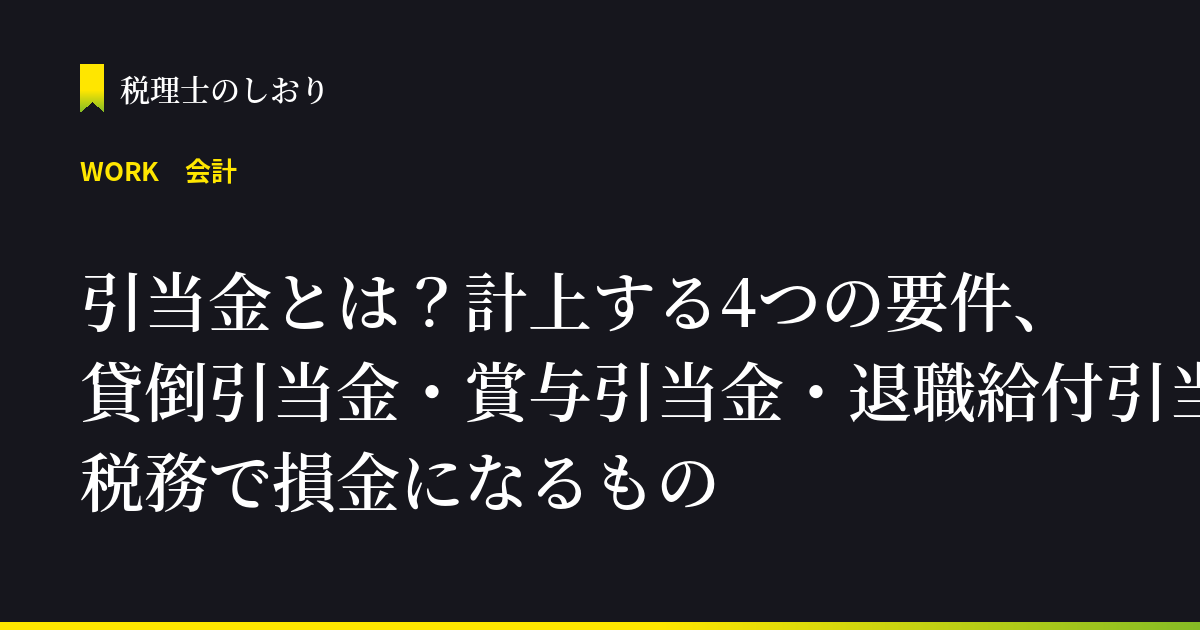 税理士のしおり
WORK 会計
引当金とは？計上する4つの要件、
貸倒引当金・賞与引当金・退職給付引当
税務で損金になるもの